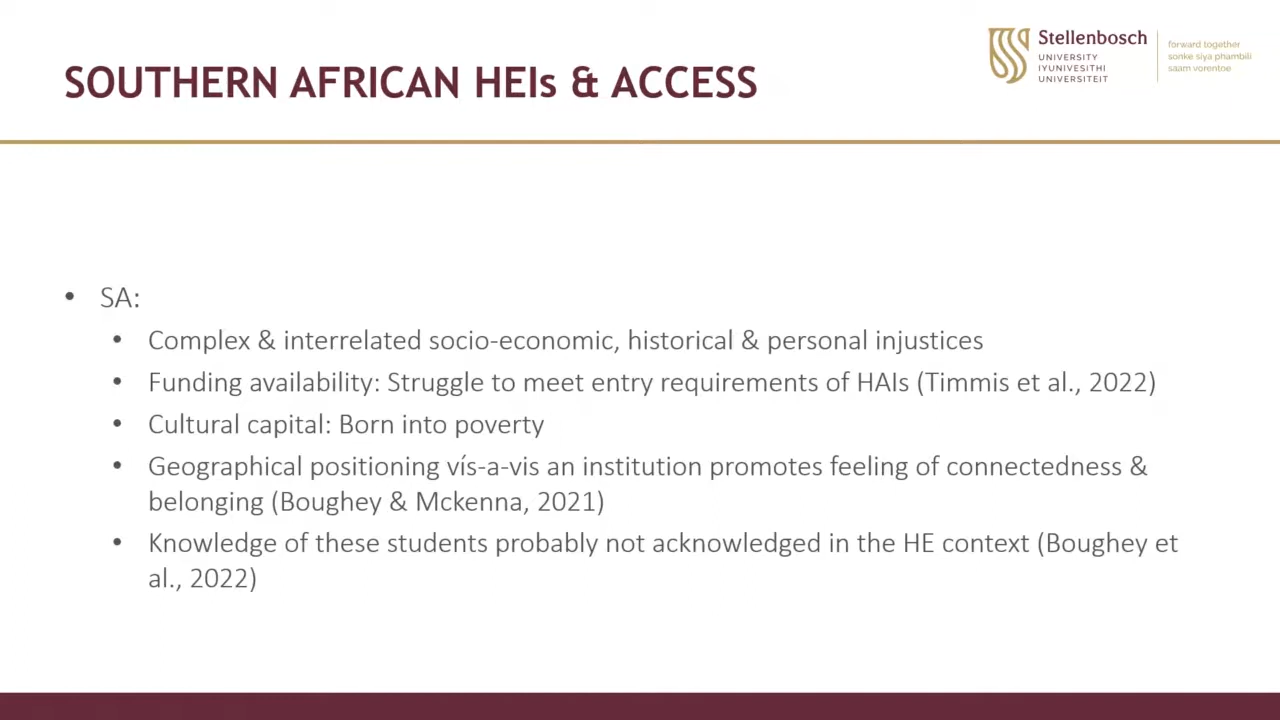 SOUTHERN AFRICAN HEIs & ACCESS
Stellenbosch
UNIVERSITY
IYUNIVESITHI
UNIVERSITEIT
forward together
sonke siya phambili
saam vorentoe
• SA:
• Complex & interrelated socio-economic, historical & personal injustices
• Funding availability: Struggle to meet entry requirements of HAIs (Timmis et al., 2022)
• Cultural capital: Born into poverty
• Geographical positioning vís-a-vis an institution promotes feeling of connectedness &
belonging (Boughey & Mckenna, 2021)
• Knowledge of these students probably not acknowledged in the HE context (Boughey et
al., 2022)